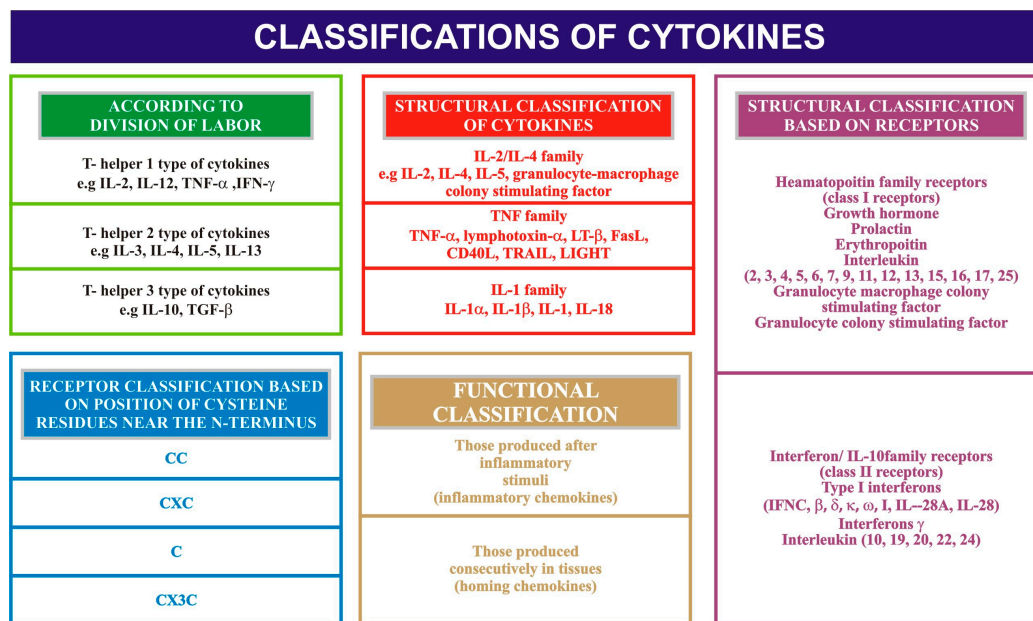 CLASSIFICATIONS OF CYTOKINES
ACCORDING TO
DIVISION OF LABOR
T- helper 1 type of cytokines
e.g IL-2, IL-12, TNF-α ,IFN-γ
T- helper 2 type of cytokines
e.g IL-3, IL-4, IL-5, IL-13
T- helper 3 type of cytokines
e.g IL-10, TGF-β
STRUCTURAL CLASSIFICATION
OF CYTOKINES
IL-2/IL-4 family
e.g IL-2, IL-4, IL-5, granulocyte-macrophage
colony stimulating factor
TNF family
TNF-α, lymphotoxin-α, LT-β, FasL,
CD40L, TRAIL, LIGHT
IL-1 family
IL-1α, IL-1β, IL-1, IL-18
STRUCTURAL CLASSIFICATION
BASED ON RECEPTORS
Heamatopoitin family receptors
(class I receptors)
Growth hormone
Prolactin
Erythropoitin
Interleukin
(2, 3, 4, 5, 6, 7, 9, 11, 12, 13, 15, 16, 17, 25)
Granulocyte macrophage colony
stimulating factor
Granulocyte colony stimulating factor
Interferon/ IL-10family receptors
(class II receptors)
Type I interferons
(IFNC, β, δ, κ, ω, I, IL--28A, IL-28)
Interferons γ
Interleukin (10, 19, 20, 22, 24)
RECEPTOR CLASSIFICATION BASED
ON POSITION OF CYSTEINE
RESIDUES NEAR THE N-TERMINUS
CC
CXC
C
CX3C
FUNCTIONAL
CLASSIFICATION
Those produced after
inflammatory
stimuli
(inflammatory chemokines)
Those produced
consecutively in tissues
(homing chemokines)